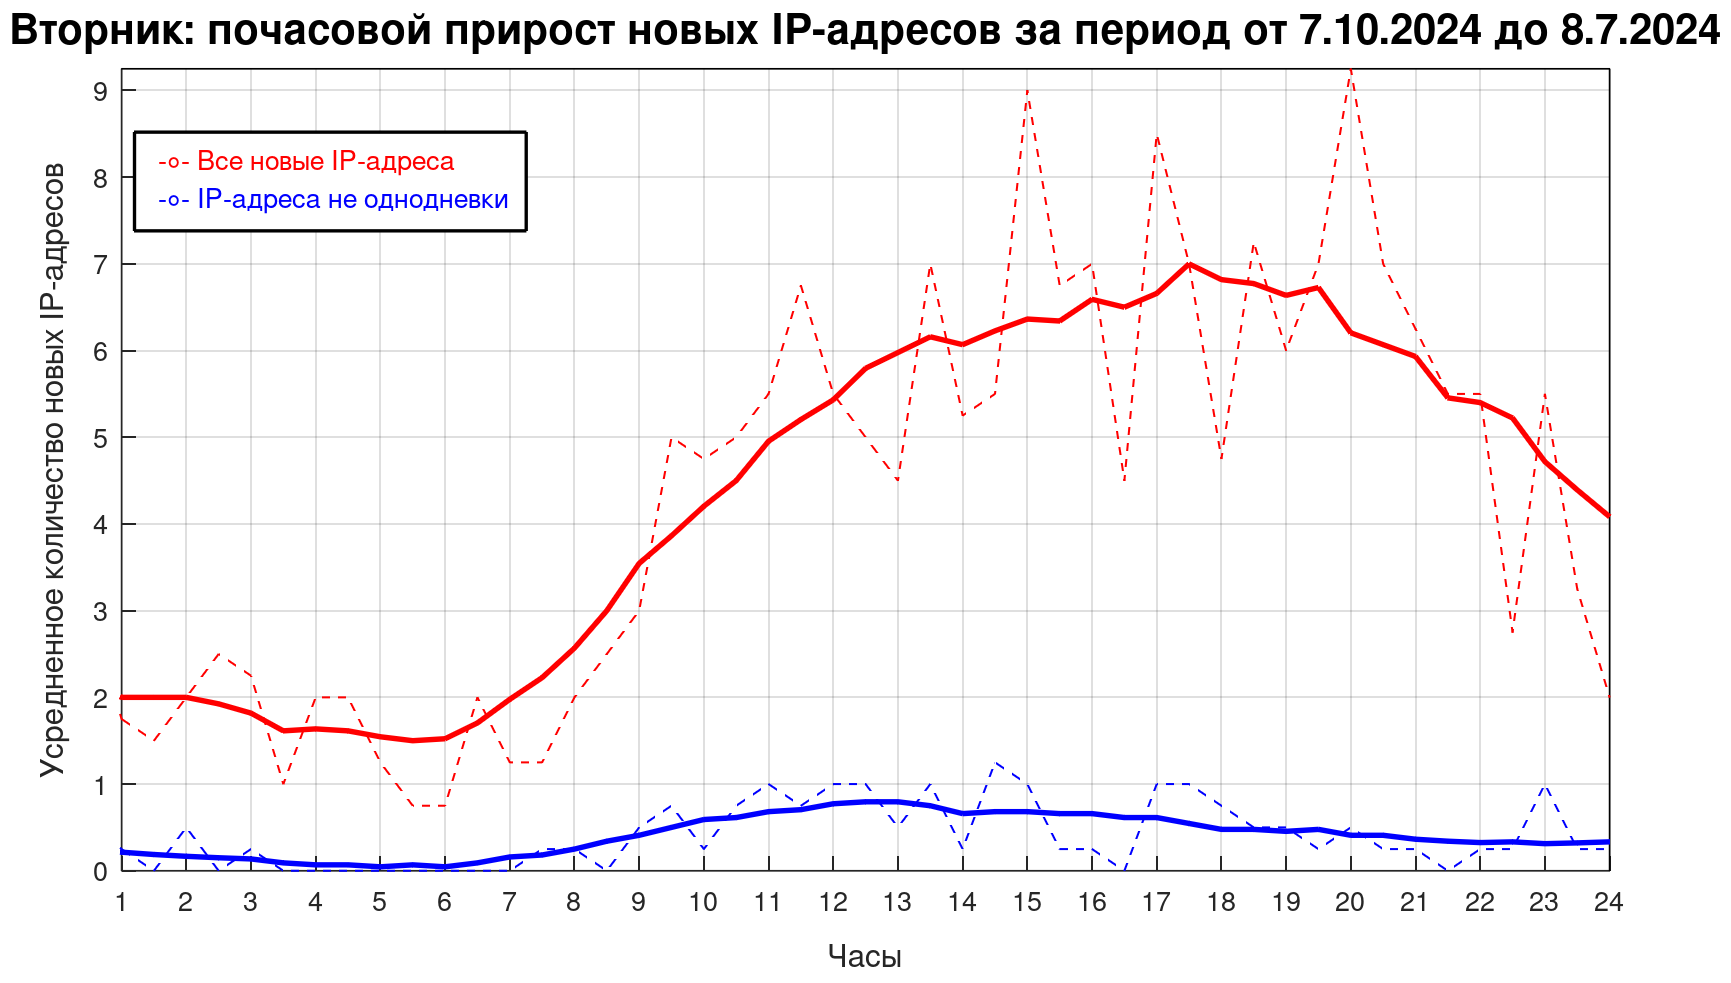 Вторник: почасовой прирост новых IP-адресов за период от 7.10.2024 до 8.7.2024
9
8
7
6
5
4
3
2
1
0
Усредненное количество новых IP-адресов
-o- Все новые IP-адреса
-o- IP-адреса не однодневки
1 2 3 4 5 6 7 8 9 10 11 12 13 14 15 16 17 18 19 20 21 22 23 24
Часы